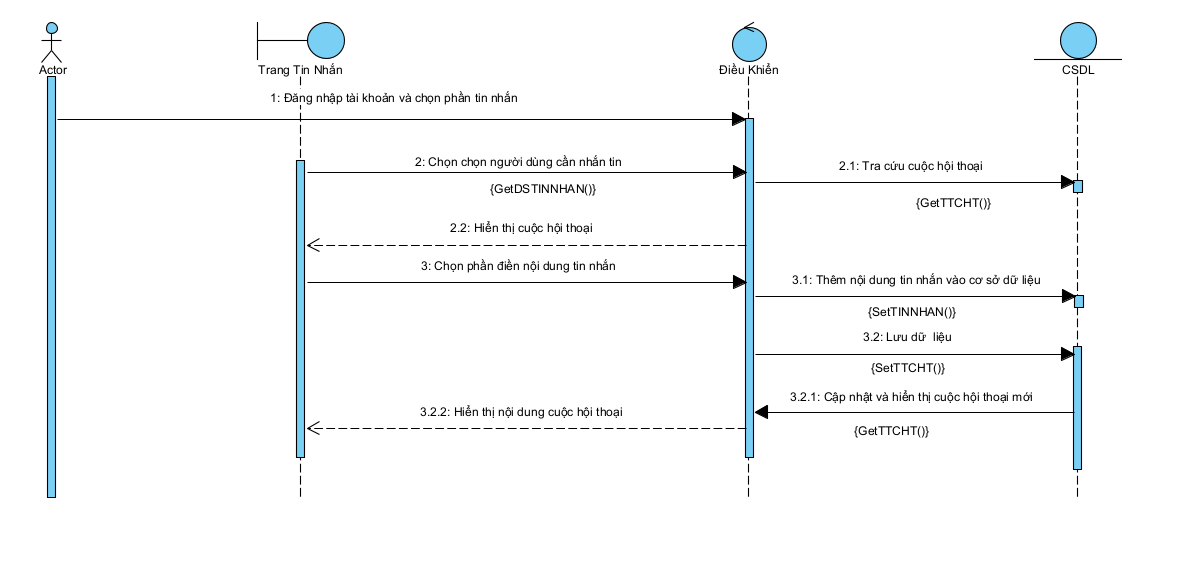 Actor
Trang Tin Nhắn
Điều Khiển
CSDL
1: Đăng nhập tài khoản và chọn phần tin nhắn
2: Chọn chọn người dùng cần nhắn tin
{GetDSTINNHAN()}
2.1: Tra cứu cuộc hội thoại
{GetTTCHT()}
2.2: Hiển thị cuộc hội thoại
3: Chọn phần điền nội dung tin nhắn
3.1: Thêm nội dung tin nhắn vào cơ sở dữ liệu
{SetTINNHAN()}
3.2: Lưu dữ liệu
{SetTTCHT()}
3.2.1: Cập nhật và hiển thị cuộc hội thoại mới
{GetTTCHT()}
3.2.2: Hiển thị nội dung cuộc hội thoại